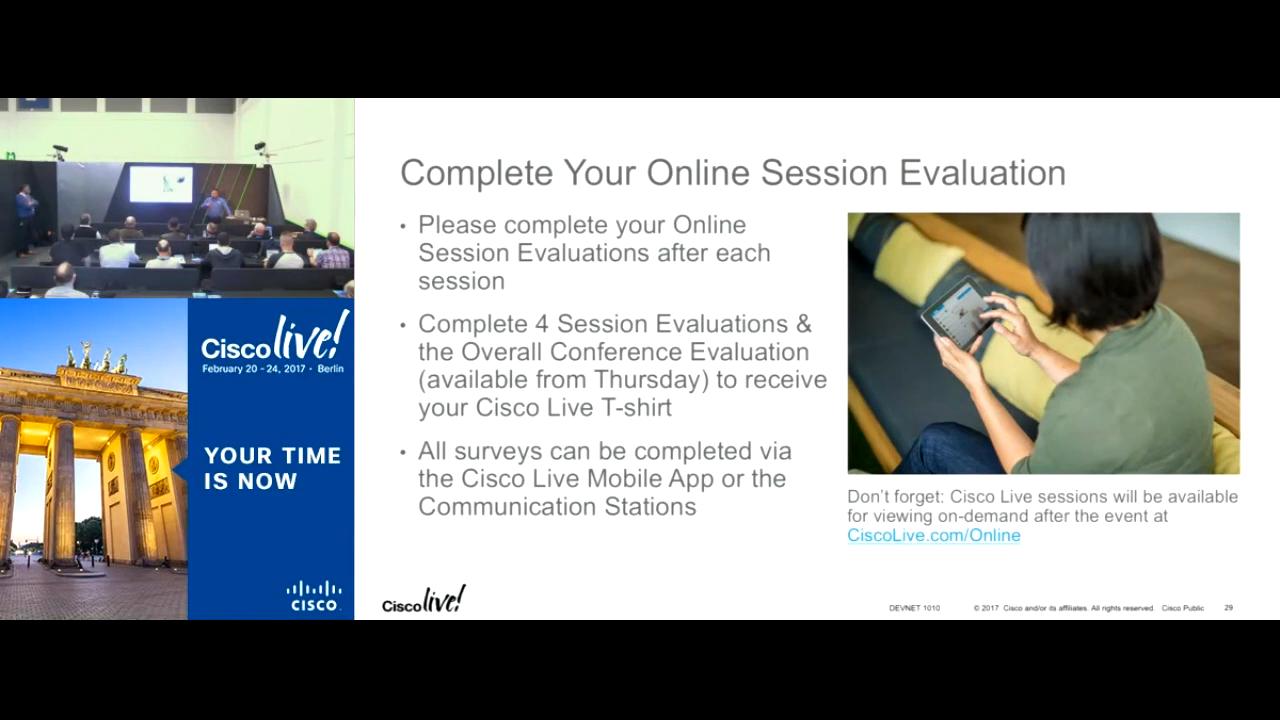 Complete Your Online Session Evaluation
• Please complete your Online
Session Evaluations after each
session
• Complete 4 Session Evaluations &
the Overall Conference Evaluation
(available from Thursday) to receive
your Cisco Live T-shirt
• All surveys can be completed via
the Cisco Live Mobile App or the
Communication Stations
Don't forget: Cisco Live sessions will be available
for viewing on-demand after the event at
CiscoLive.com/Online
Cisco live!
February 20 - 24, 2017 • Berlin
YOUR TIME
IS NOW
CISCO
Cisco live!
DEVNET 1010
© 2017 Cisco and/or its affiliates. All rights reserved. Cisco Public
29